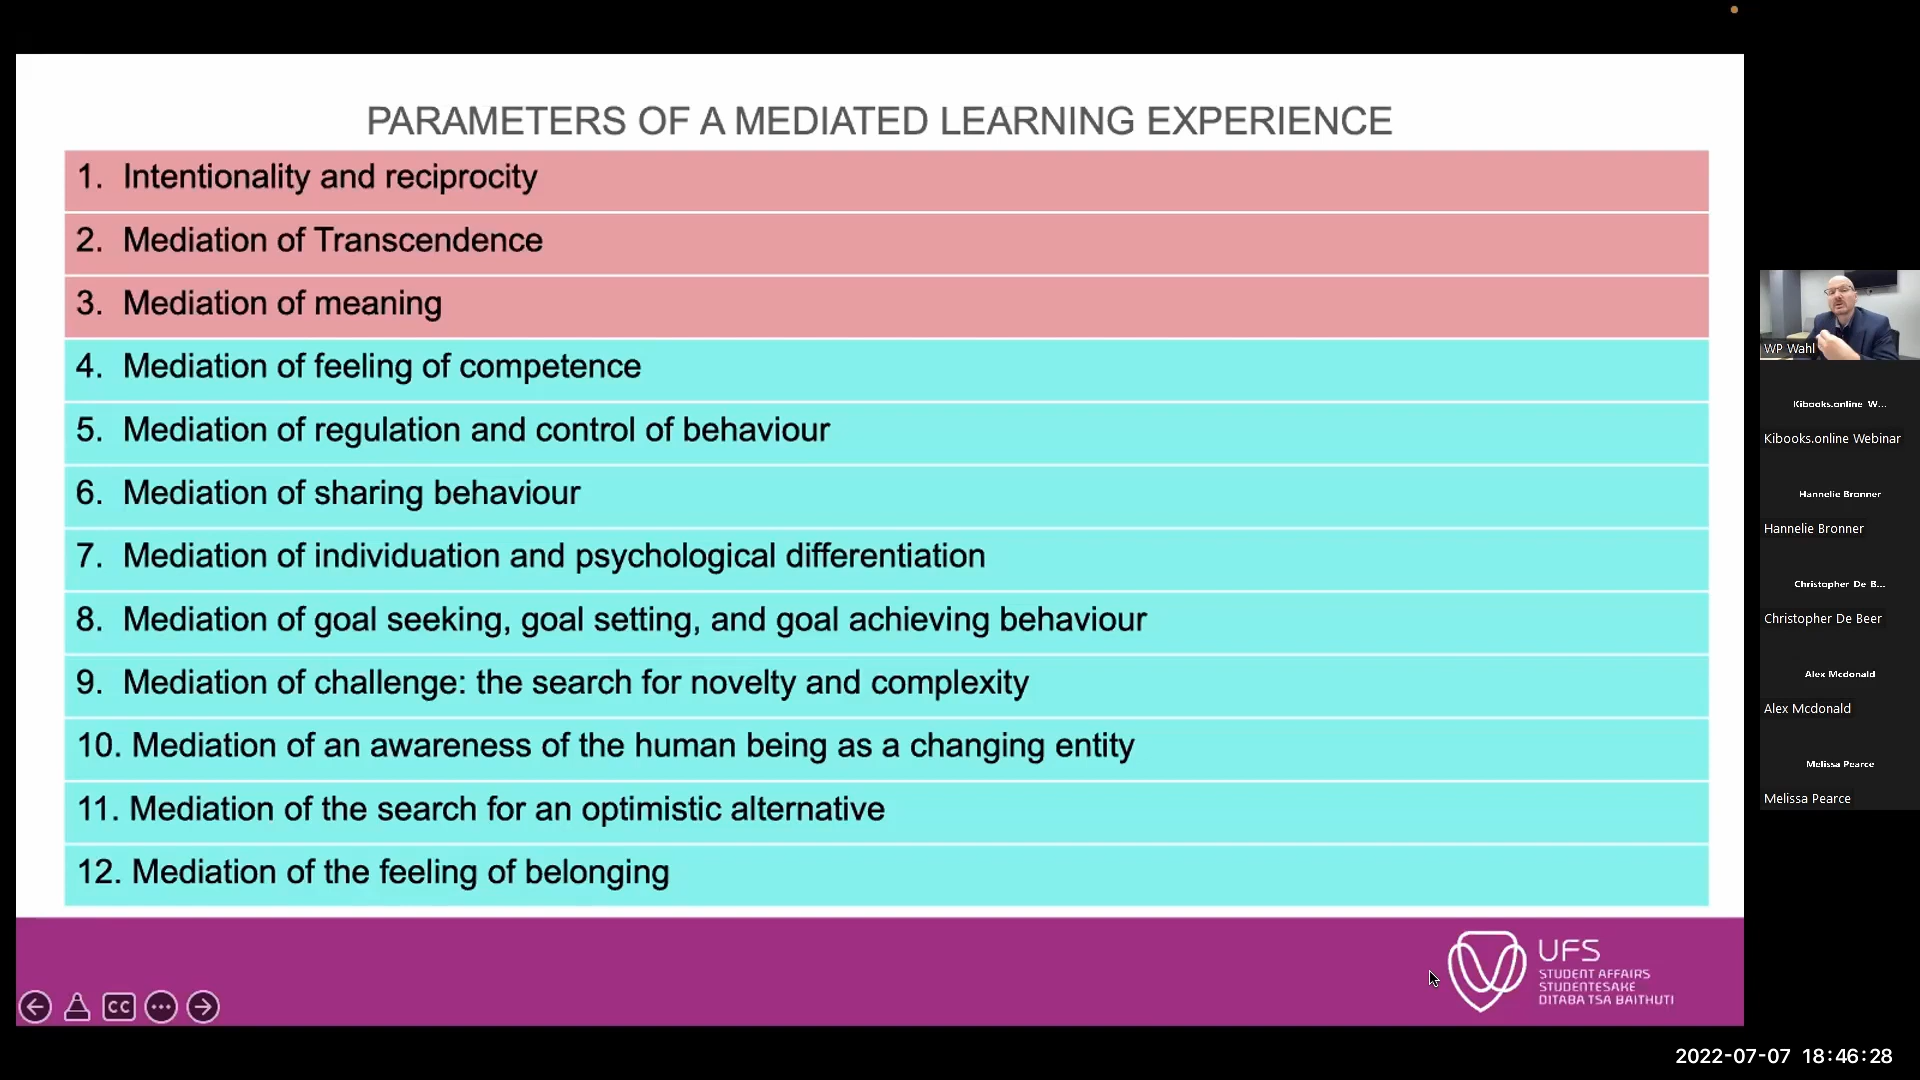 PARAMETERS OF A MEDIATED LEARNING EXPERIENCE
1. Intentionality and reciprocity
2. Mediation of Transcendence
3. Mediation of meaning
4. Mediation of feeling of competence
5. Mediation of regulation and control of behaviour
6. Mediation of sharing behaviour
7. Mediation of individuation and psychological differentiation
8. Mediation of goal seeking, goal setting, and goal achieving behaviour
9. Mediation of challenge: the search for novelty and complexity
10. Mediation of an awareness of the human being as a changing entity
11. Mediation of the search for an optimistic alternative
12. Mediation of the feeling of belonging
CC
UFS
STUDENT AFFAIRS
STUDENTESAKE
DITABA TSA BAITHUTI
WP Wahl
Kibooks.online W...
Kibooks.online Webinar
Hannelie Bronner
Hannelie Bronner
Christopher De B...
Christopher De Beer
Alex Mcdonald
Alex Mcdonald
Melissa Pearce
Melissa Pearce
2022-07-07 18:46:28